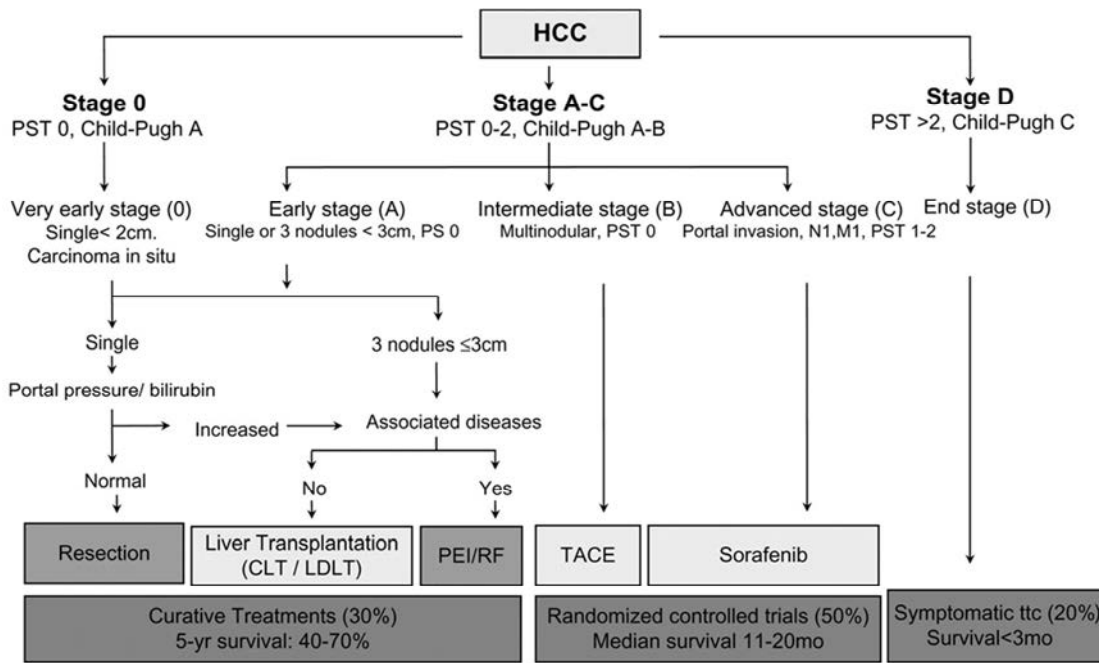 HCC
Stage 0
PST 0, Child-Pugh A
Stage A-C
PST 0-2, Child-Pugh A-B
Stage D
PST >2, Child-Pugh C
Very early stage (0)
Single< 2cm.
Carcinoma in situ
Early stage (A)
Single or 3 nodules < 3cm, PS 0
Intermediate stage (B)
Multinodular, PST 0
Advanced stage (C)
Portal invasion, N1,M1, PST 1-2
End stage (D)
Single
3 nodules ≤3cm
Portal pressure/ bilirubin
Increased
Associated diseases
Normal
No
Yes
Resection
Liver Transplantation
(CLT / LDLT)
PEI/RF
TACE
Sorafenib
Curative Treatments (30%)
5-yr survival: 40-70%
Randomized controlled trials (50%)
Median survival 11-20mo
Symptomatic ttc (20%)
Survival<3mo